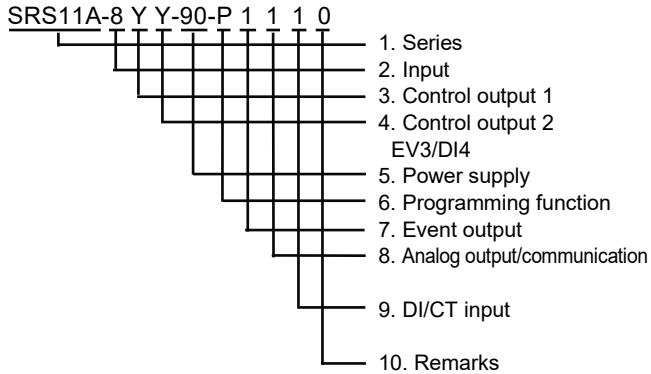 SRS11A-8 Y Y-90-P 1 1 1 0
1. Series
2. Input
3. Control output 1
4. Control output 2
EV3/DI4
5. Power supply
6. Programming function
7. Event output
8. Analog output/communication
9. DI/CT input
10. Remarks